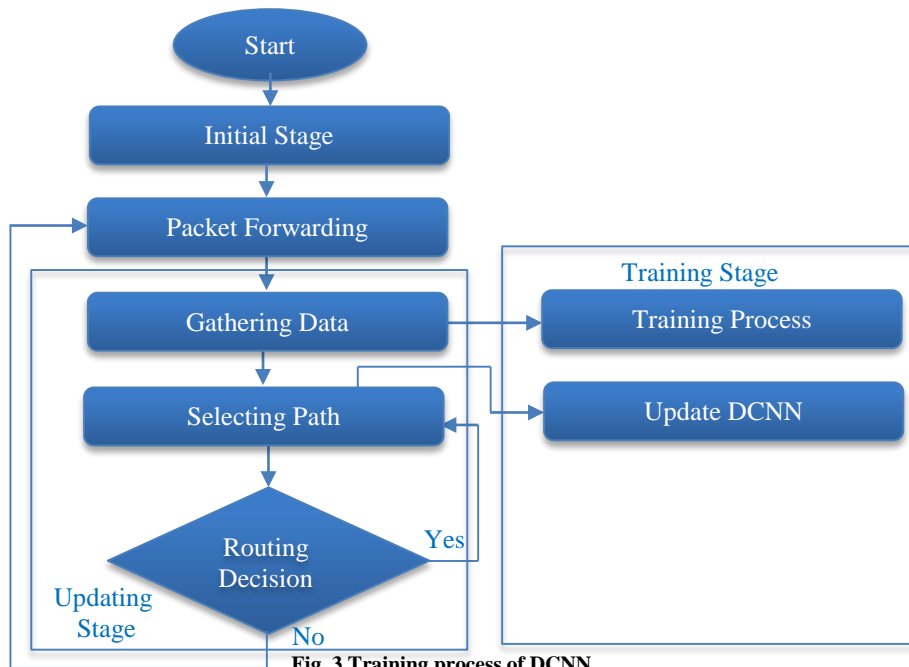 Start
Initial Stage
Packet Forwarding
Gathering Data
Selecting Path
Routing
Decision
Yes
No
Updating
Stage
Training Stage
Training Process
Update DCNN
Fig. 3 Training process of DCNN